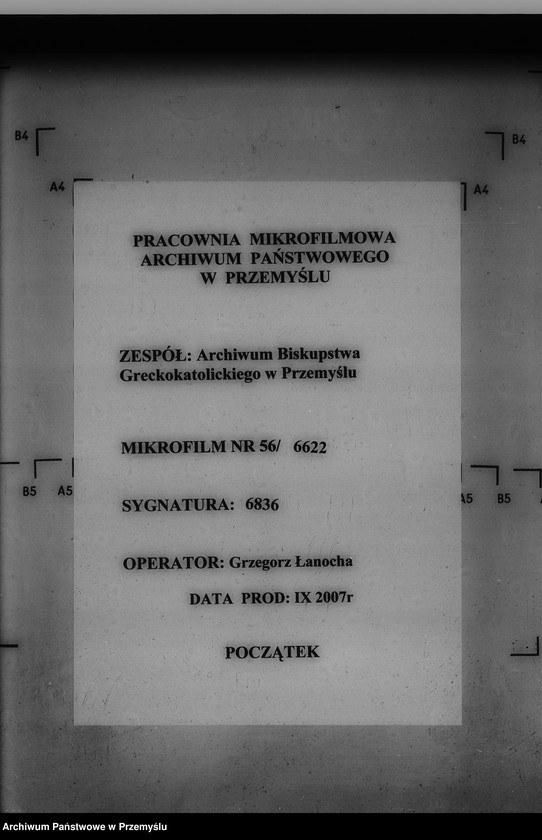 B4
B4
A4
A4
PRACOWNIA MIKROFILMOWA
ARCHIWUM PAŃSTWOWEGO
W PRZEMYŚLU
ZESPÓŁ: Archiwum Biskupstwa
Greckokatolickiego w Przemyślu
MIKROFILM NR 56/ 6622
B5 A5
A5 B5
SYGNATURA: 6836
OPERATOR: Grzegorz Łanocha
DATA PROD: IX 2007r
POCZĄTEK
Archiwum Państwowe w Przemyślu